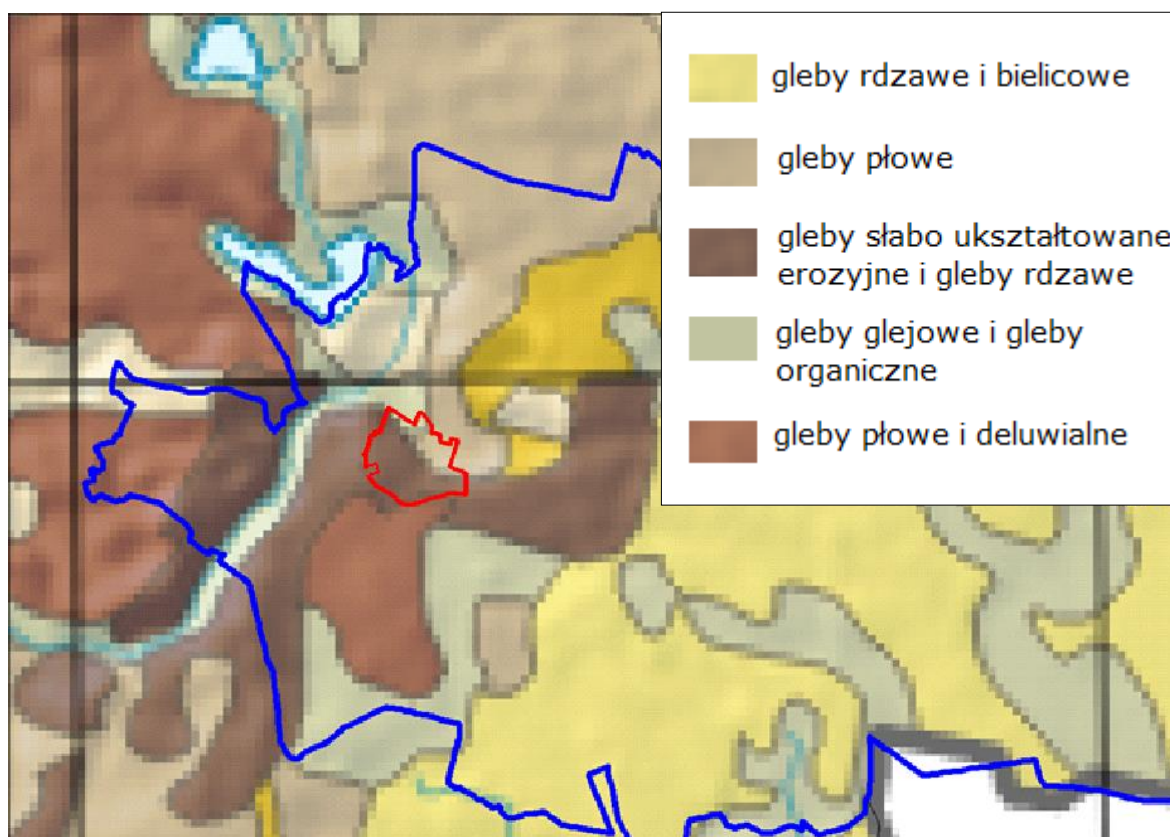 gleby rdzawe i bielicowe
gleby płowe
gleby słabo ukształtowane
erozyjne i gleby rdzawe
gleby glejowe i gleby
organiczne
gleby płowe i deluwialne